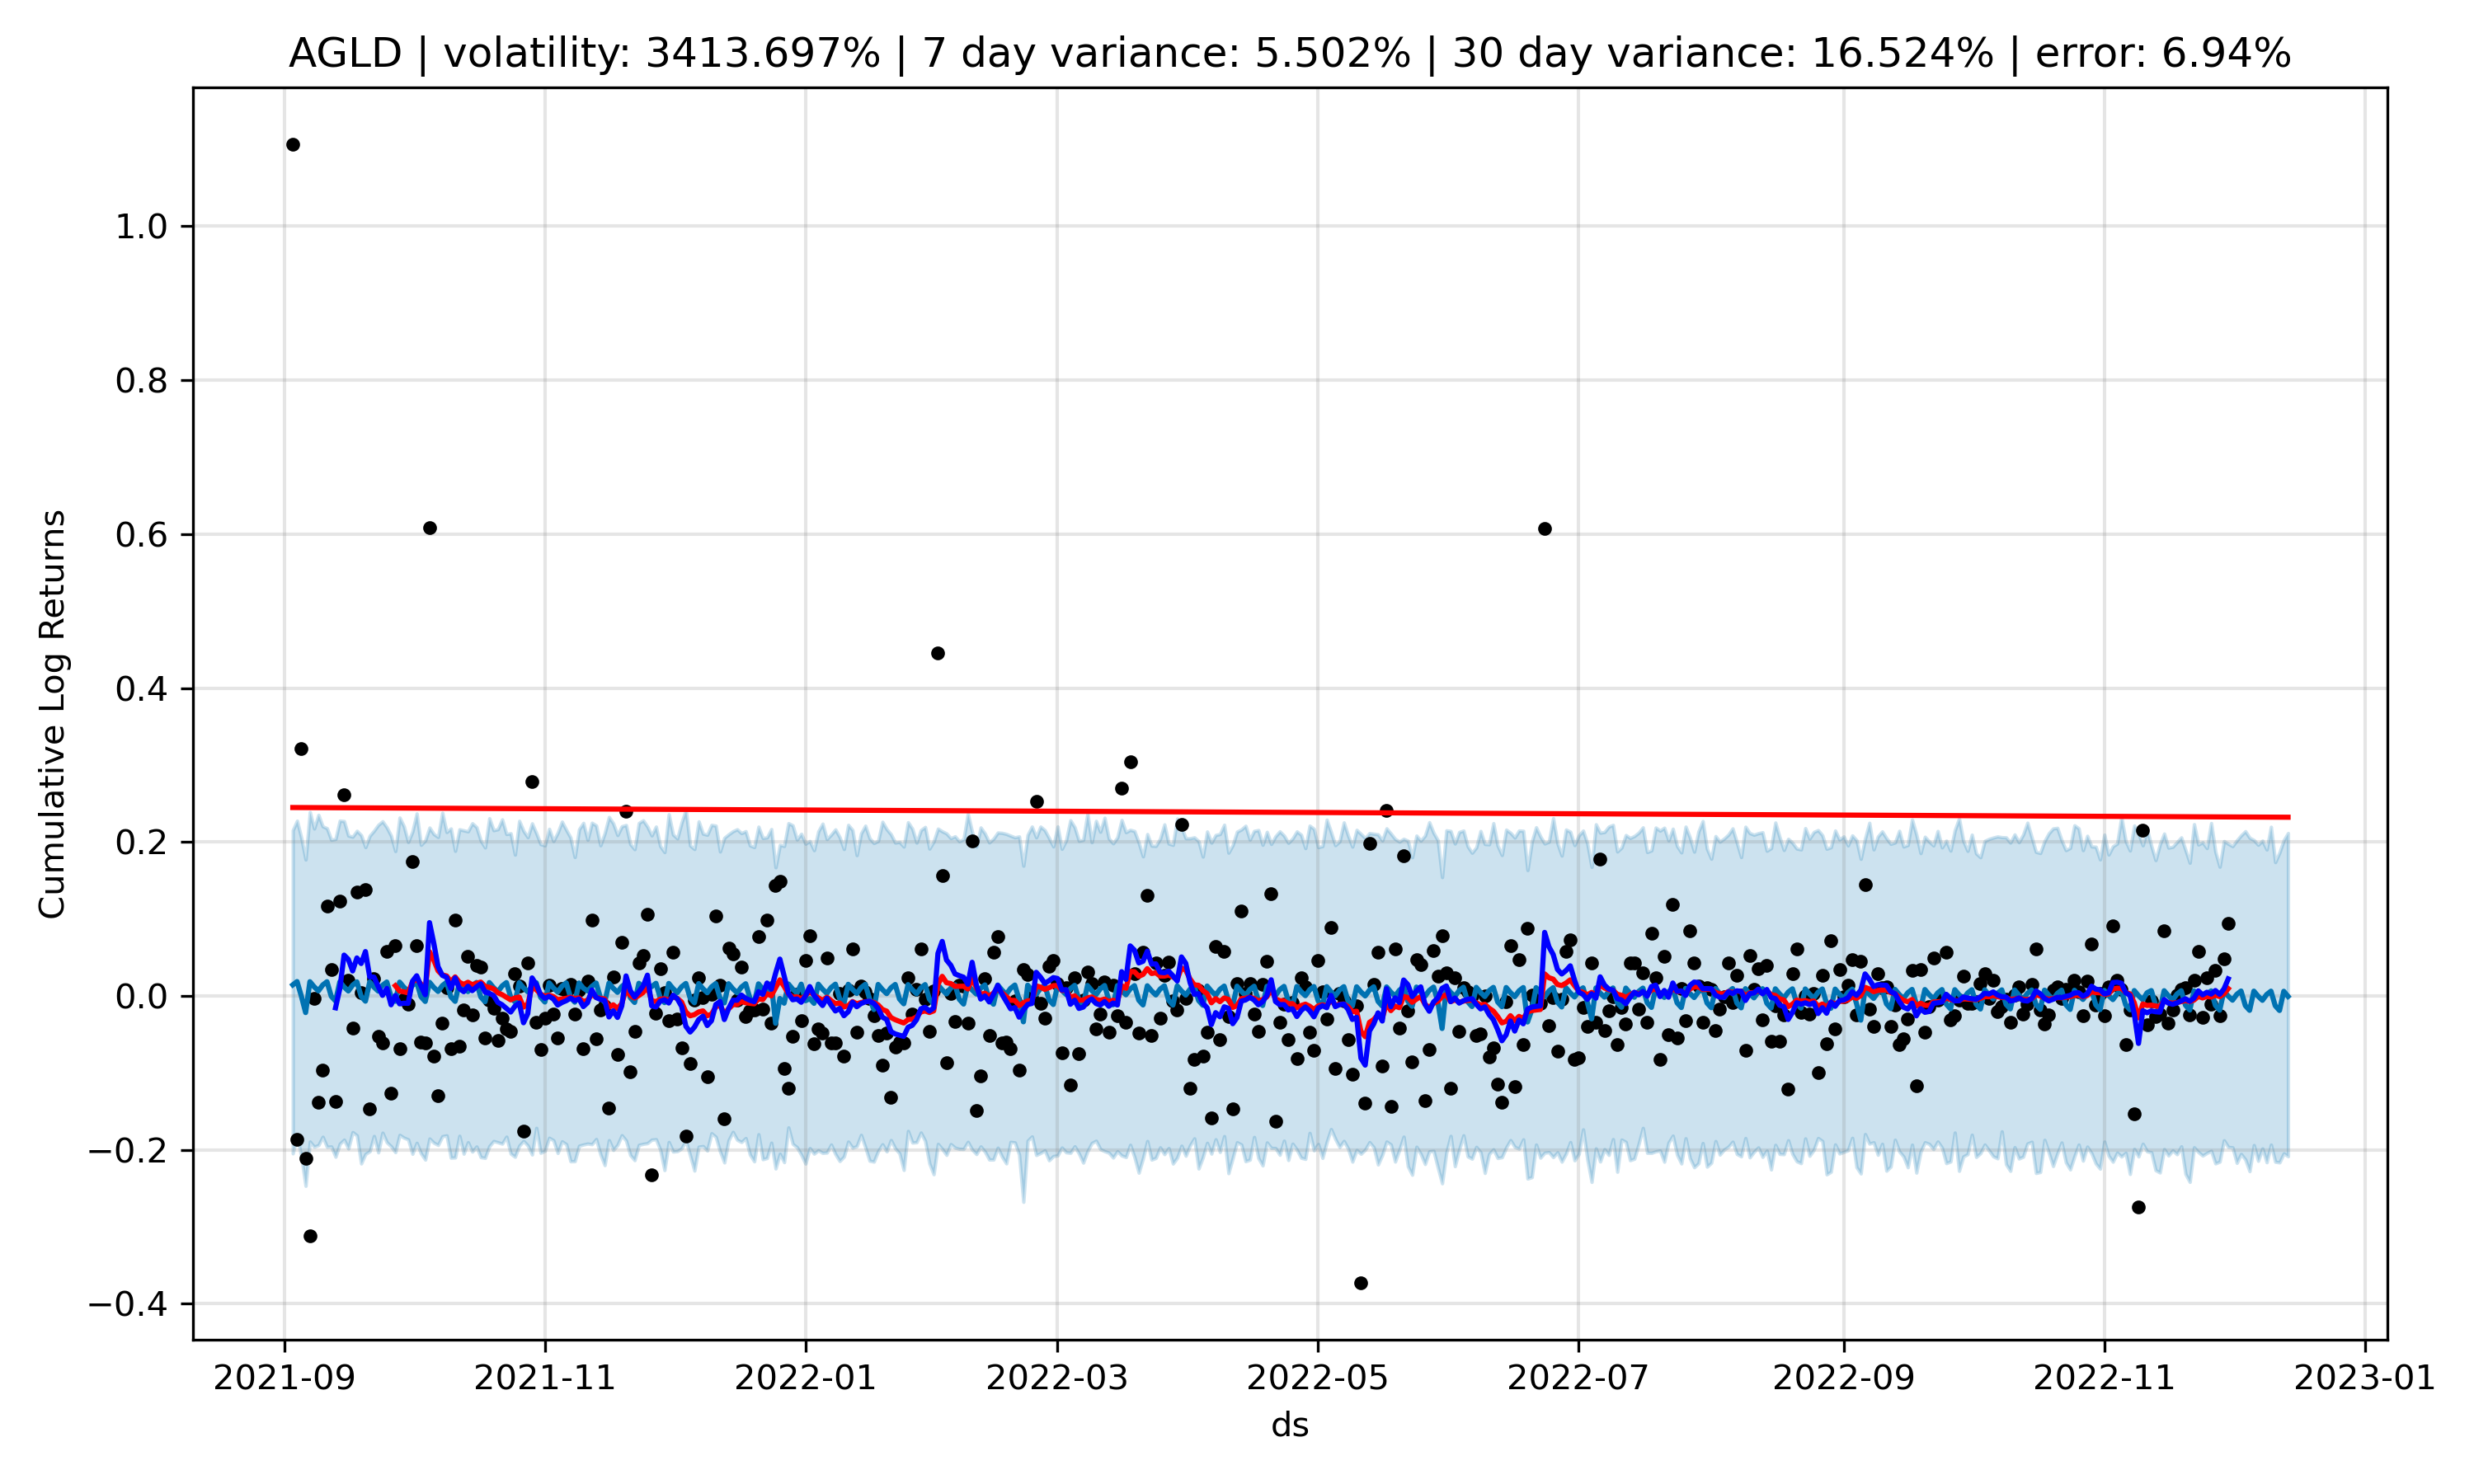 AGLD | volatility: 3413.697% | 7 day variance: 5.502% | 30 day variance: 16.524% | error: 6.94%
Cumulative Log Returns
1.0
0.8
0.6
0.4
0.2
0.0
−0.2
−0.4
2021-09 2021-11 2022-01 2022-03 2022-05 2022-07 2022-09 2022-11 2023-01
ds